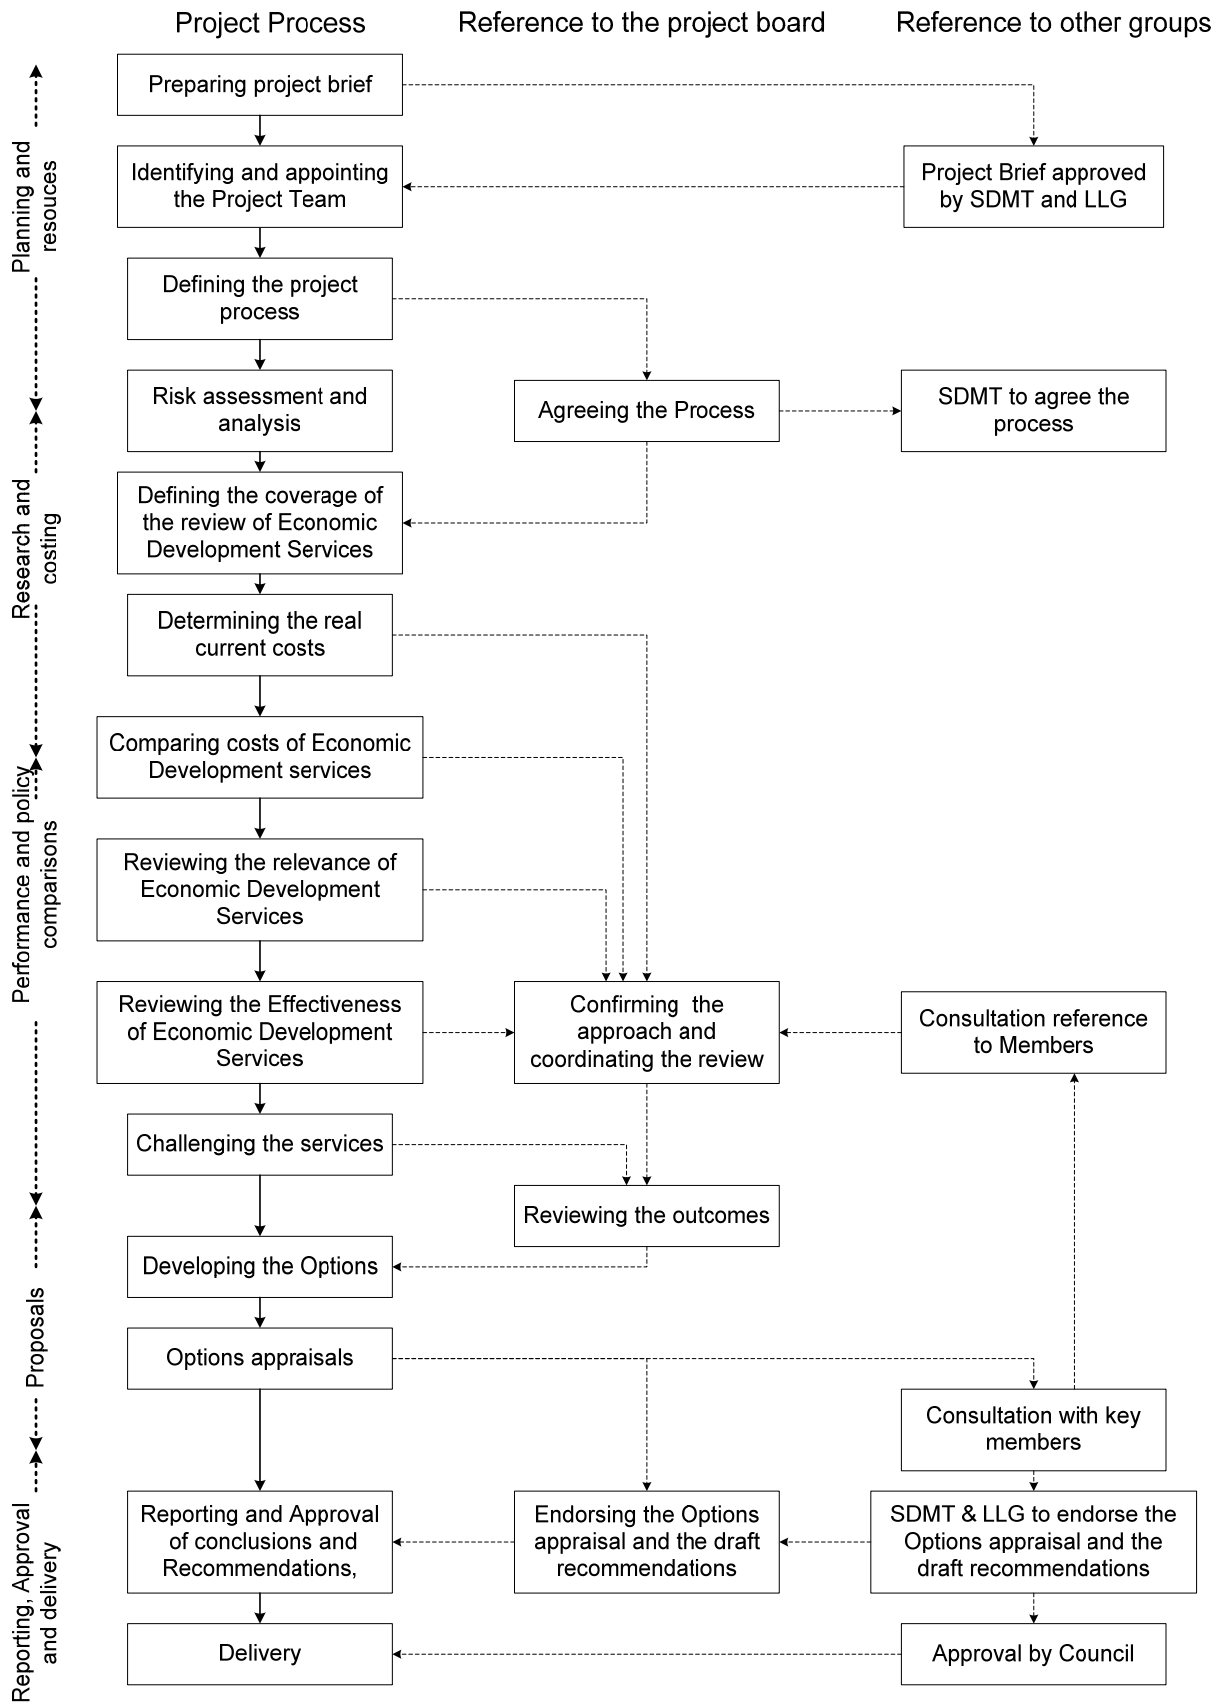 Project Process
Reference to the project board
Reference to other groups
Planning and
resouces
Research and
costing
Performance and policy
comparisons
Proposals
Reporting, Approval
and delivery
Preparing project brief
Identifying and appointing
the Project Team
Project Brief approved
by SDMT and LLG
Defining the project
process
Risk assessment and
analysis
Agreeing the Process
SDMT to agree the
process
Defining the coverage of
the review of Economic
Development Services
Determining the real
current costs
Comparing costs of Economic
Development services
Reviewing the relevance of
Economic Development
Services
Reviewing the Effectiveness
of Economic Development
Services
Confirming the
approach and
coordinating the review
Consultation reference
to Members
Challenging the services
Reviewing the outcomes
Developing the Options
Options appraisals
Consultation with key
members
Reporting and Approval
of conclusions and
Recommendations,
Endorsing the Options
appraisal and the draft
recommendations
SDMT & LLG to endorse the
Options appraisal and the
draft recommendations
Delivery
Approval by Council